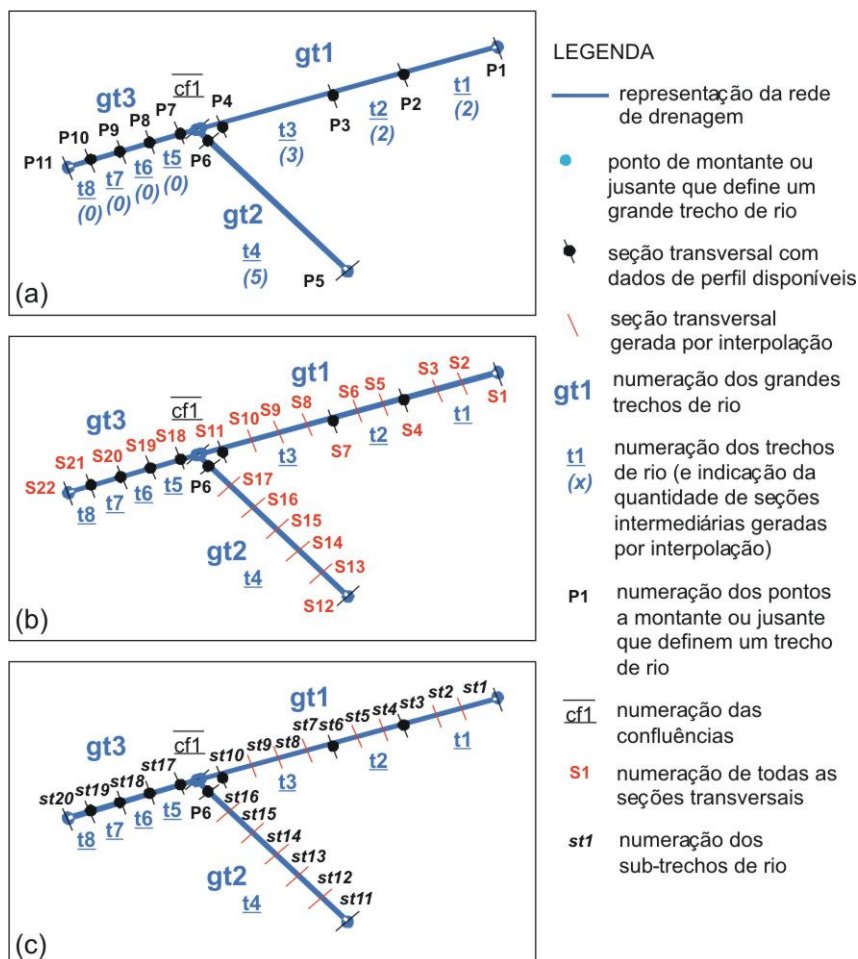 gt1
cf1
gt3
P1
P4
t1
(2)
P2
P7
P8
t2
(2)
P9
P3
P10
t3
(3)
P6
P11
t5
(0)
t6
(0)
t7
(0)
t8
(0)
gt2
t4
(5)
P5
(a)
gt1
cf1
gt3
S3 S2
S6 S5
S1
S10 S9 S8
t1
S11
S4
S18
t2
S19
S7
S20
t3
S21
P6
S22
t5
S17
t6
t7
S16
t8
S15
gt2
S14
t4
S13
S12
(b)
gt1
st1
st2
cf1
st3
st4
gt3
st5
st7 st6
t1
st9 st8
st10
t2
st17
st18
t3
st19
P6
st20
st16
t5
t6
st15
t7
t8
st14
gt2
st13
t4
st12
st11
(c)
LEGENDA
representação da rede
de drenagem
ponto de montante ou
jusante que define um
grande trecho de rio
seção transversal com
dados de perfil disponíveis
seção transversal
gerada por interpolação
gt1 numeração dos grandes
trechos de rio
t1 numeração dos trechos
(x) de rio (e indicação da
quantidade de seções
intermediárias geradas
por interpolação)
P1 numeração dos pontos
a montante ou jusante
que definem um trecho
de rio
cf1 numeração das
confluências
S1 numeração de todas as
seções transversais
st1 numeração dos
sub-trechos de rio